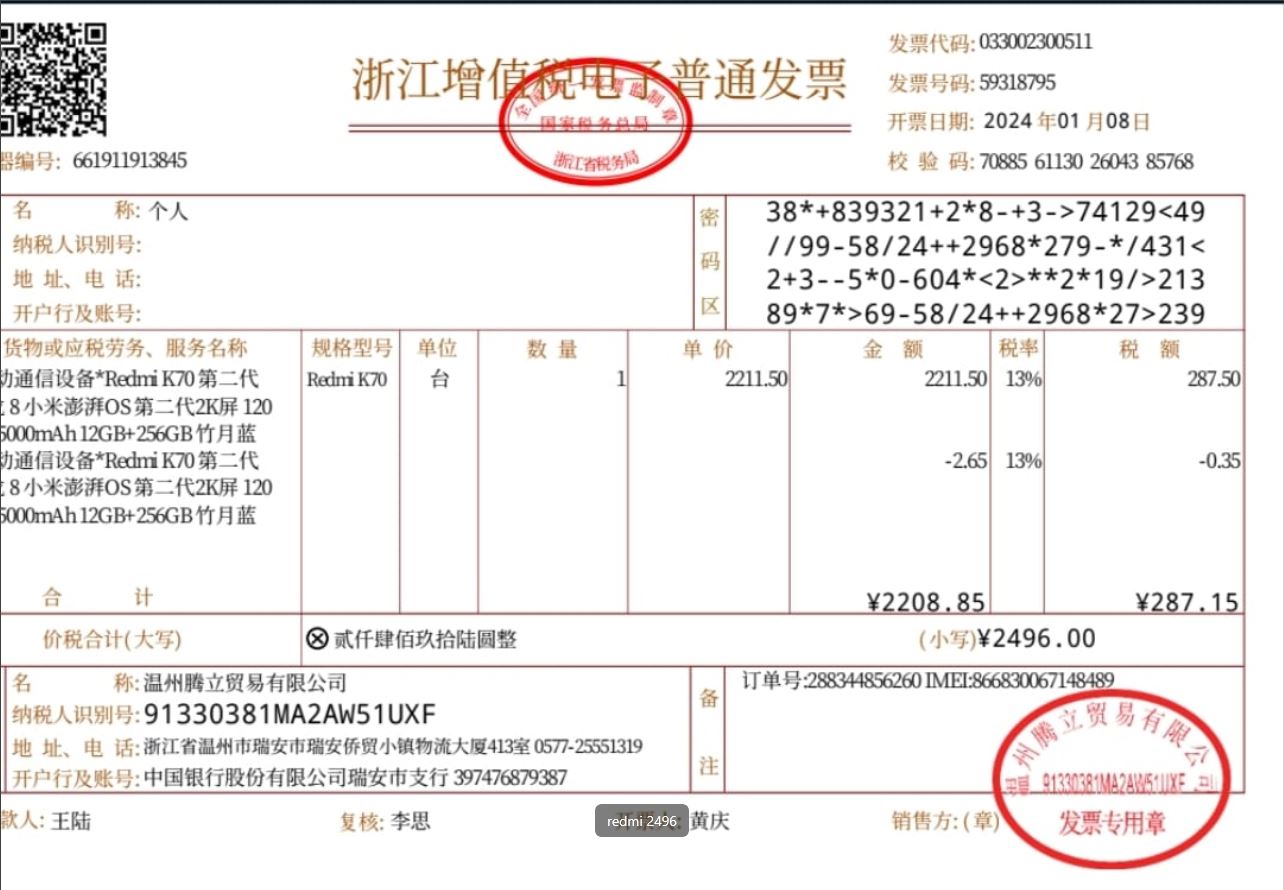 浙江增值税电子普通发票
全国统一发票监制章
国家税务总局
浙江省税务局
发票代码: 033002300511
发票号码: 59318795
开票日期: 2024 年01 月08日
校 验 码: 70885 61130 26043 85768
器编号: 661911913845
名 称: 个人
纳税人识别号:
地 址、电 话:
开户行及账号:
密码区
38*+839321+2*8-+3->74129<49
//99-58/24++2968*279-*/431<
2+3--5*0-604*<2>**2*19/>213
89*7*>69-58/24++2968*27>239
货物或应税劳务、服务名称 规格型号 单位 数 量 单 价 金 额 税率 税 额
动通信设备*Redmi K70 第二代 Redmi K70 台 1 2211.50 2211.50 13% 287.50
8 小米澎湃OS 第二代2K屏 120
5000mAh 12GB+256GB 竹月蓝
动通信设备*Redmi K70 第二代 -2.65 13% -0.35
8 小米澎湃OS 第二代2K屏 120
5000mAh 12GB+256GB 竹月蓝
合 计 ¥2208.85 ¥287.15
价税合计(大写) ⊗ 贰仟肆佰玖拾陆圆整 (小写)¥2496.00
名 称: 温州腾立贸易有限公司
纳税人识别号: 91330381MA2AW51UXF
地 址、电 话: 浙江省温州市瑞安市瑞安侨贸小镇物流大厦413室 0577-25551319
开户行及账号: 中国银行股份有限公司瑞安市支行 397476879387
备注
订单号:288344856260 IMEI:866830067148489
温州腾立贸易有限公司
91330381MA2AW51UXF
发票专用章
款人: 王陆 复核: 李思 开票人: 黄庆 销售方: (章)
redmi 2496